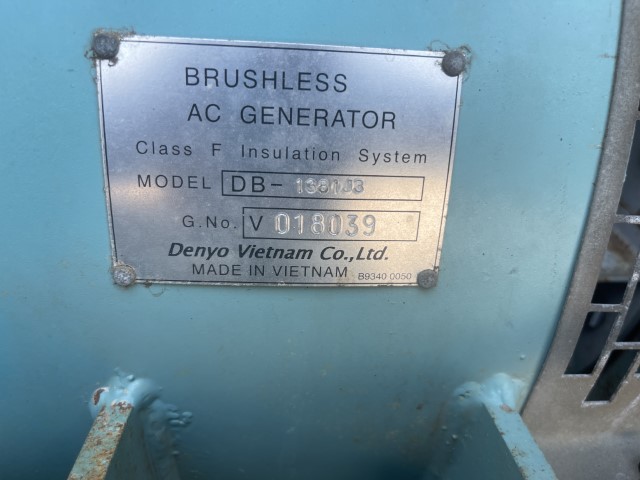 BRUSHLESS
AC GENERATOR
Class F Insulation System
MODEL DB-1361J3
G.No. V 018039
Denyo Vietnam Co.,Ltd.
MADE IN VIETNAM B9340 0050